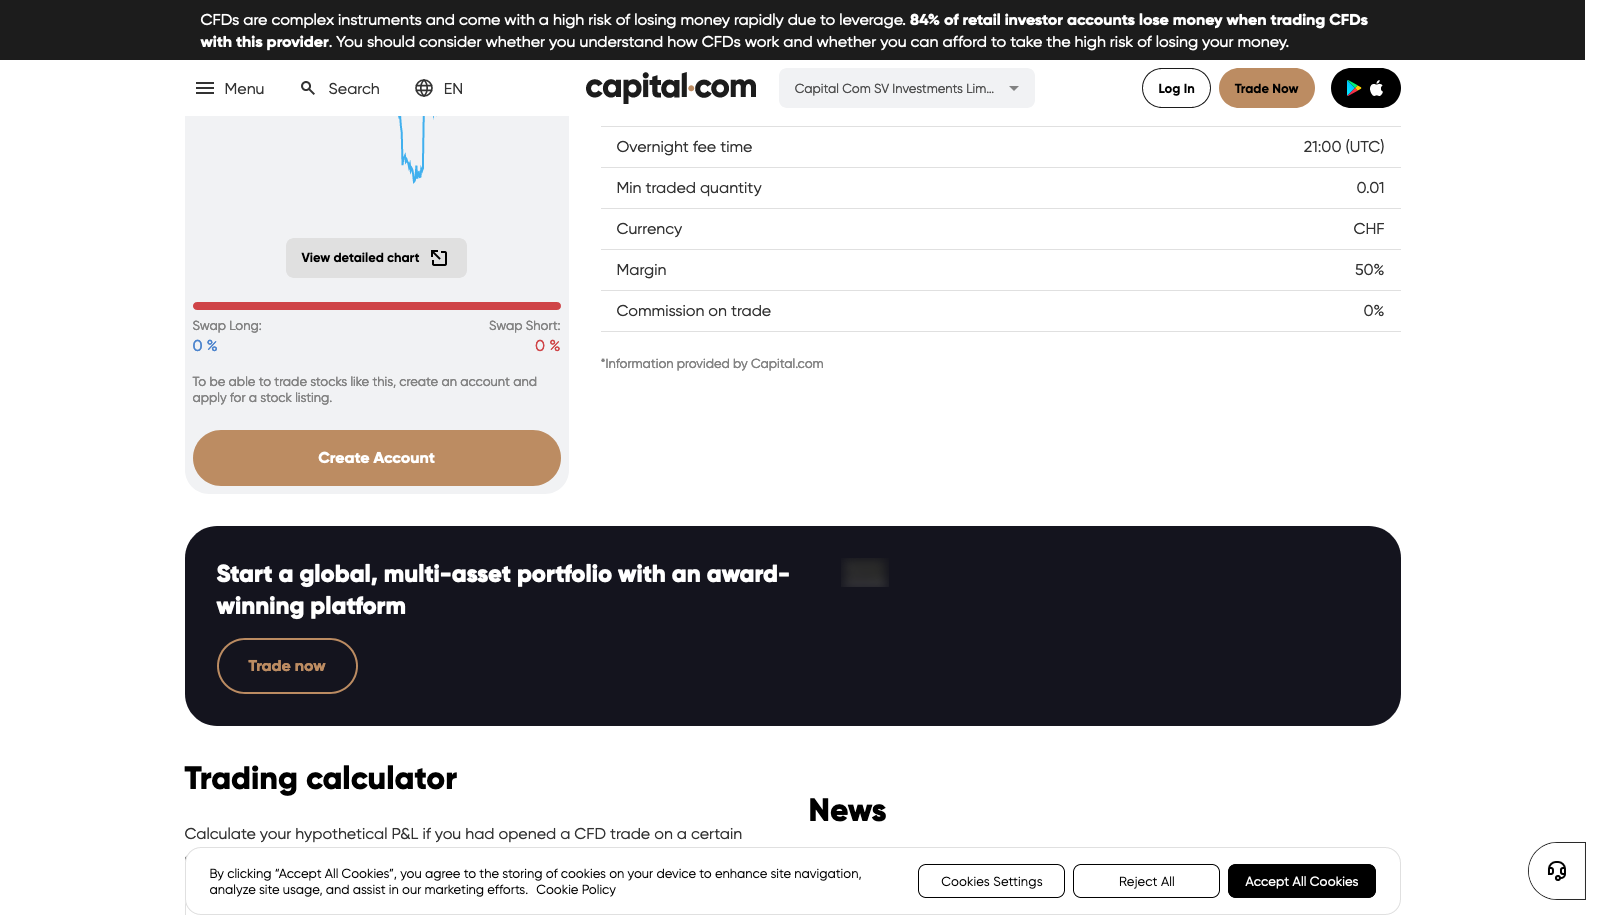 CFDs are complex instruments and come with a high risk of losing money rapidly due to leverage. 84% of retail investor accounts lose money when trading CFDs
with this provider. You should consider whether you understand how CFDs work and whether you can afford to take the high risk of losing your money.
Menu
Search
EN
capital.com
Capital Com SV Investments Lim...
Log In
Trade Now
View detailed chart
Swap Long:
Swap Short:
0 %
0 %
To be able to trade stocks like this, create an account and
apply for a stock listing.
Create Account
Overnight fee time
21:00 (UTC)
Min traded quantity
0.01
Currency
CHF
Margin
50%
Commission on trade
0%
*Information provided by Capital.com
Start a global, multi-asset portfolio with an award-
winning platform
Trade now
Trading calculator
News
Calculate your hypothetical P&L if you had opened a CFD trade on a certain
By clicking “Accept All Cookies”, you agree to the storing of cookies on your device to enhance site navigation,
analyze site usage, and assist in our marketing efforts. Cookie Policy
Cookies Settings
Reject All
Accept All Cookies